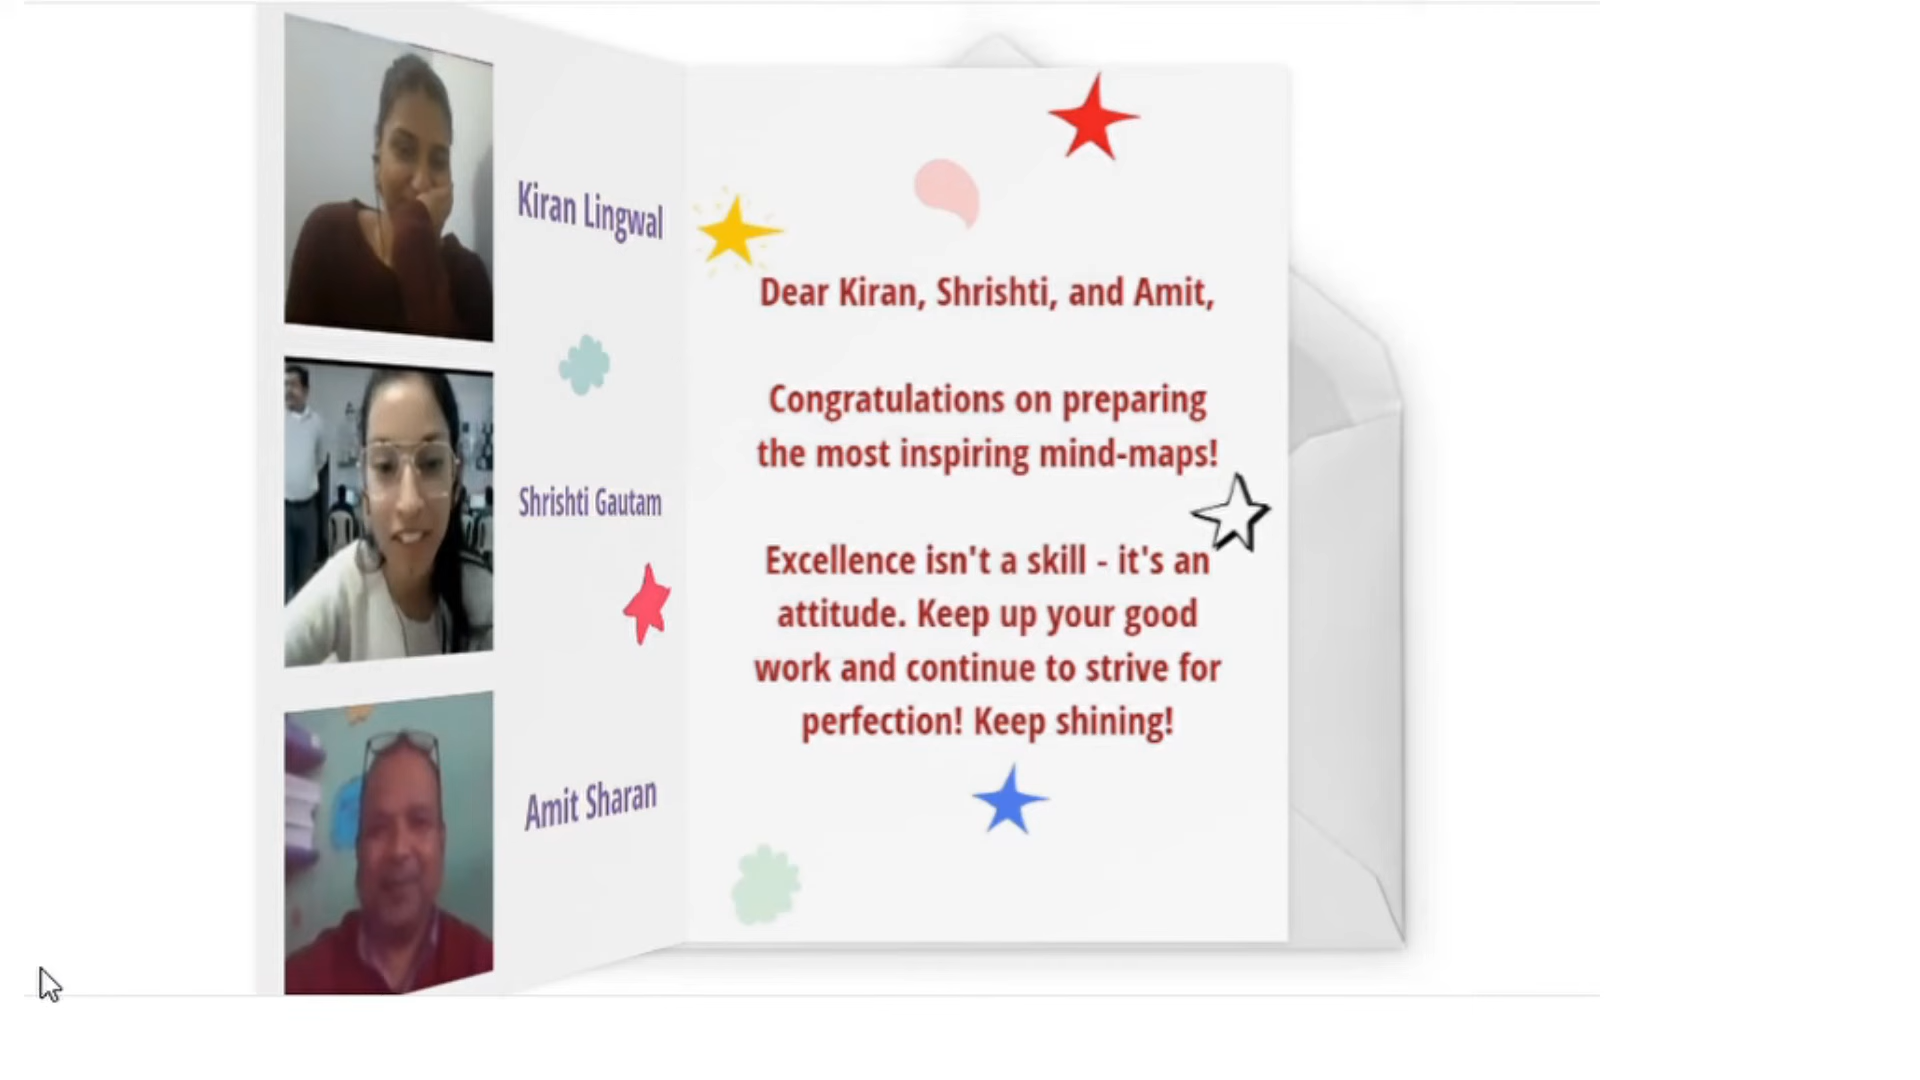 Kiran Lingwal
Shrishti Gautam
Amit Sharan
Dear Kiran, Shrishti, and Amit,
Congratulations on preparing
the most inspiring mind-maps!
Excellence isn't a skill - it's an
attitude. Keep up your good
work and continue to strive for
perfection! Keep shining!